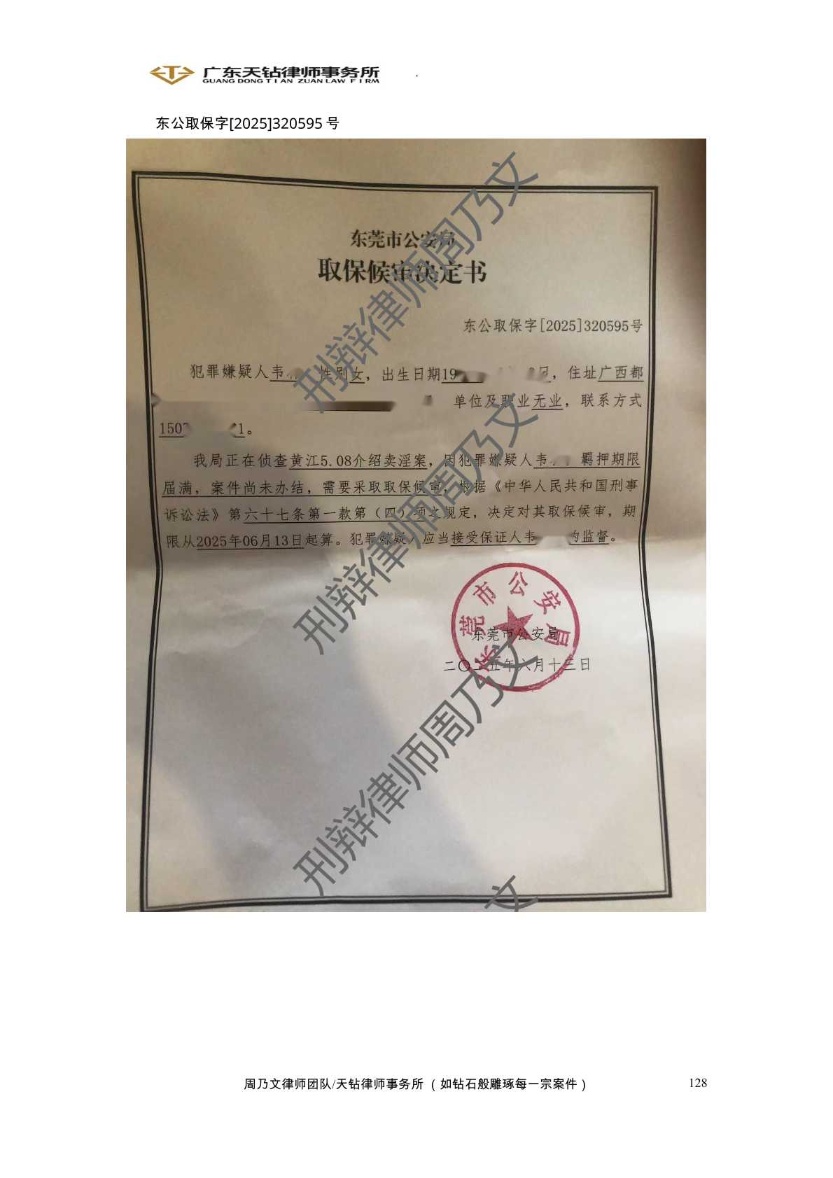 广东天钻律师事务所
GUANG DONG TIAN ZUAN LAW FIRM
东公取保字[2025]320595 号
东莞市公安局
取保候审决定书
东公取保字[2025]320595号
犯罪嫌疑人韦 性别女，出生日期19 日，住址广西都
单位及职业无业，联系方式
150 1。
我局正在侦查黄江5.08介绍卖淫案，因犯罪嫌疑人韦 羁押期限
届满，案件尚未办结，需要采取取保候审，根据《中华人民共和国刑事
诉讼法》第六十七条第一款第（四）项之规定，决定对其取保候审，期
限从2025年06月13日起算。犯罪嫌疑人应当接受保证人韦 的监督。
东莞市公安局
东莞市公安局
二〇二五年六月十三日
刑辩律师周乃文
刑辩律师周乃文
刑辩律师周乃文
文
周乃文律师团队/天钻律师事务所（如钻石般雕琢每一宗案件）
128